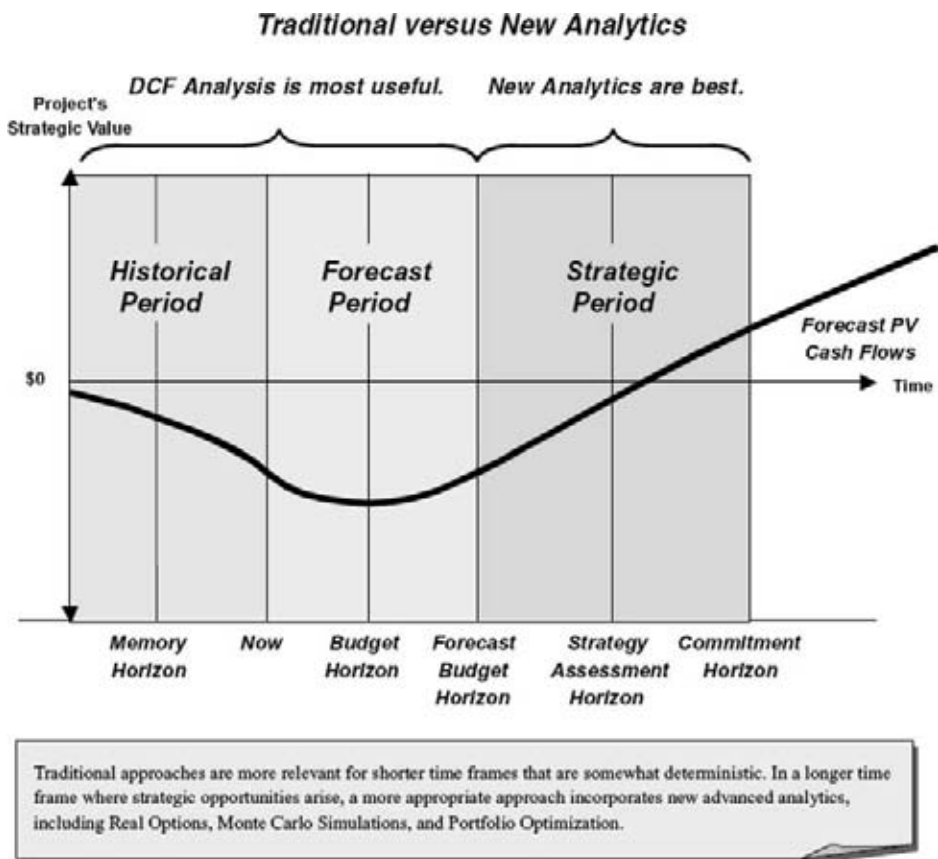 Traditional versus New Analytics
DCF Analysis is most useful.
New Analytics are best.
Project's
Strategic Value
Historical
Period
Forecast
Period
Strategic
Period
Forecast PV
Cash Flows
$0
Time
Memory
Horizon
Now
Budget
Horizon
Forecast
Budget
Horizon
Strategy
Assessment
Horizon
Commitment
Horizon
Traditional approaches are more relevant for shorter time frames that are somewhat deterministic. In a longer time
frame where strategic opportunities arise, a more appropriate approach incorporates new advanced analytics,
including Real Options, Monte Carlo Simulations, and Portfolio Optimization.